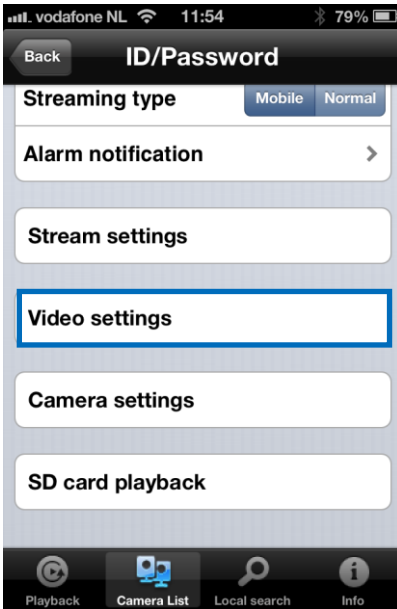 vodafone NL 11:54 79%
Back ID/Password
Streaming type Mobile Normal
Alarm notification
Stream settings
Video settings
Camera settings
SD card playback
Playback Camera List Local search Info